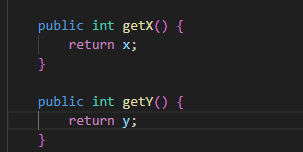 public int getX() {
    return x;
}
public int getY() {
    return y;
}